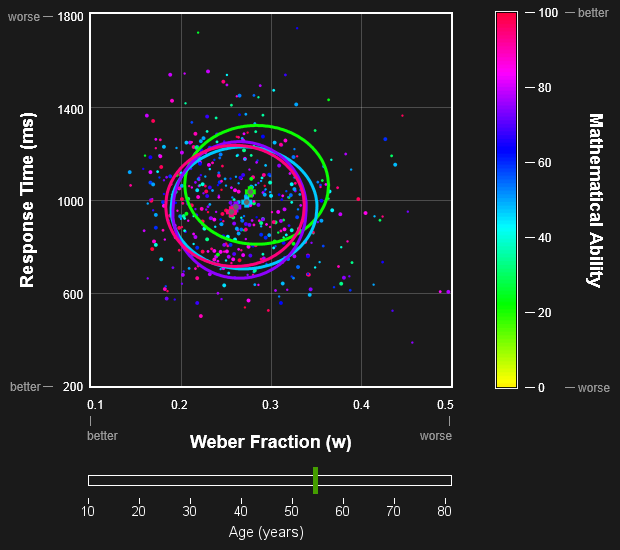 worse
1800
1400
1000
600
better
200
Response Time (ms)
0.1
0.2
0.3
0.4
0.5
better
worse
Weber Fraction (w)
10
20
30
40
50
60
70
80
Age (years)
100
better
80
60
40
20
0
worse
Mathematical Ability